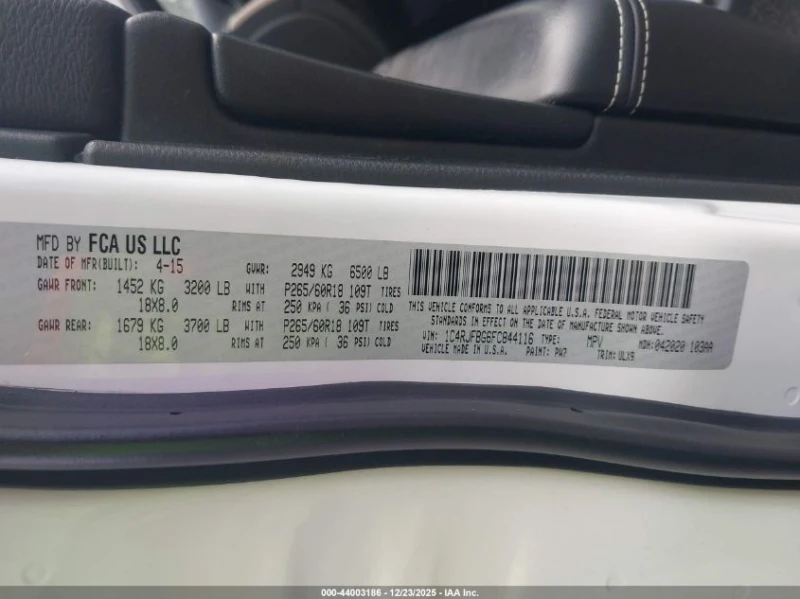 MFD BY FCA US LLC
DATE OF MFR(BUILT): 4-15 GVWR: 2949 KG 6500 LB
GAWR FRONT: 1452 KG 3200 LB WITH P265/60R18 109T TIRES
18X8.0 RIMS AT 250 KPA ( 36 PSI) COLD
GAWR REAR: 1679 KG 3700 LB WITH P265/60R18 109T TIRES
18X8.0 RIMS AT 250 KPA ( 36 PSI) COLD
THIS VEHICLE CONFORMS TO ALL APPLICABLE U.S.A. FEDERAL MOTOR VEHICLE SAFETY
STANDARDS IN EFFECT ON THE DATE OF MANUFACTURE SHOWN ABOVE.
VIN: 1C4RJFBG6FC844116 TYPE: MPV MDH: 042020 103AA
VEHICLE MADE IN U.S.A. PAINT: PW7 TRIM: ULX9
000-44003186 - 12/23/2025 - IAA Inc.